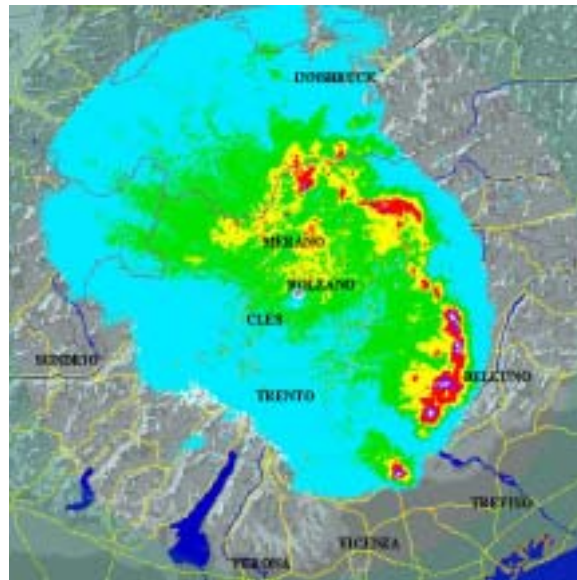 INNSBRUCK
MERANO
BOLZANO
CLES
SONDRIO
BELLUNO
TRENTO
TREVISO
VICENZA
VERONA